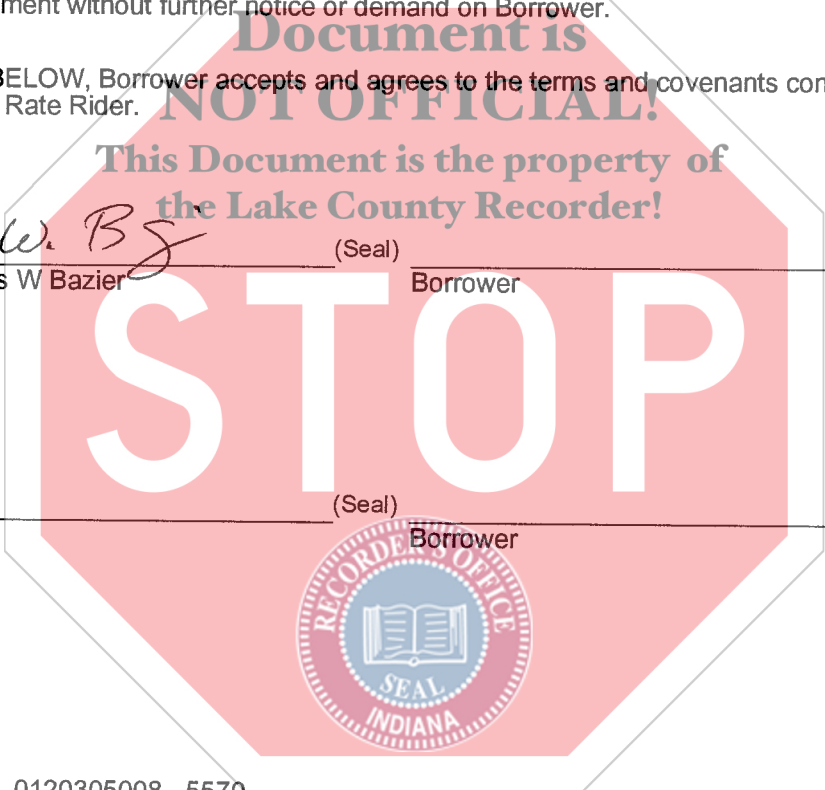 ment without further notice or demand on Borrower.
Document is
BELOW, Borrower accepts and agrees to the terms and covenants con
Rate Rider.
NOT OFFICIAL!
This Document is the property of
the Lake County Recorder!
W. B
(Seal)
s W Bazier
Borrower
STOP
(Seal)
Borrower
RECORDER'S OFFICE
SEAL
INDIANA
0120305008 5570